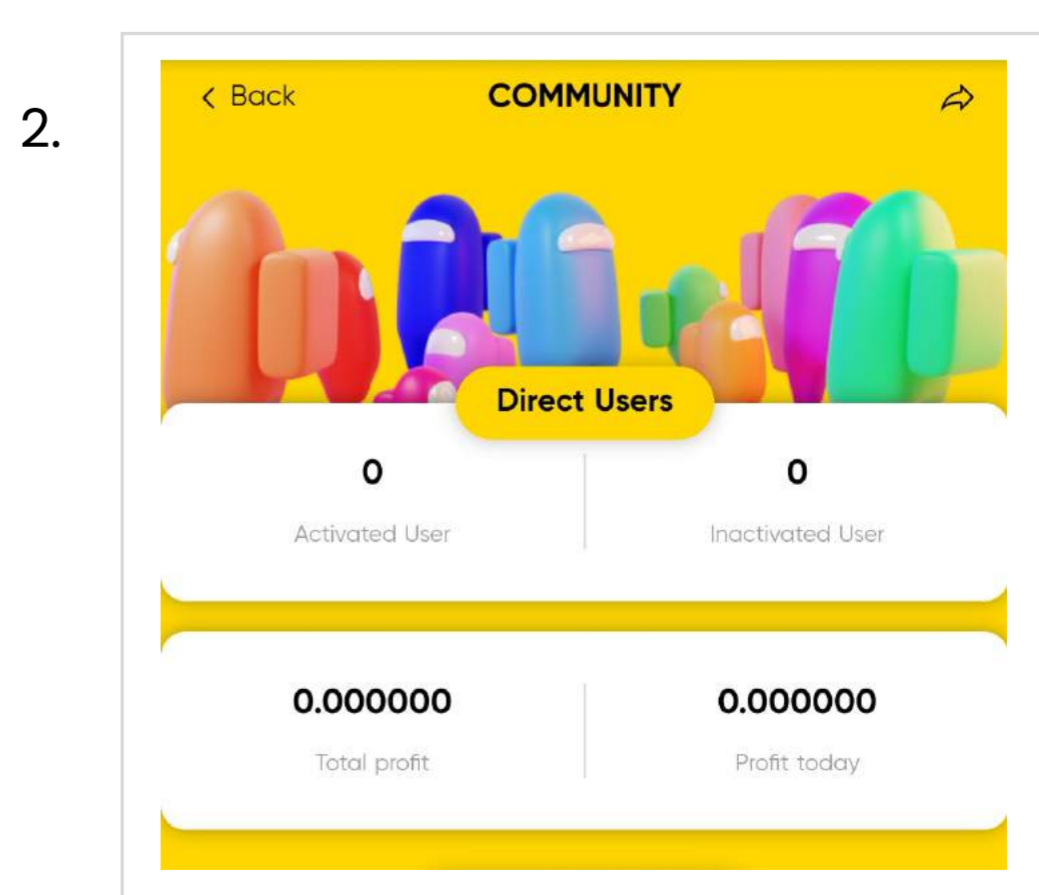 2.
Back COMMUNITY
Direct Users
0 0
Activated User Inactivated User
0.000000 0.000000
Total profit Profit today